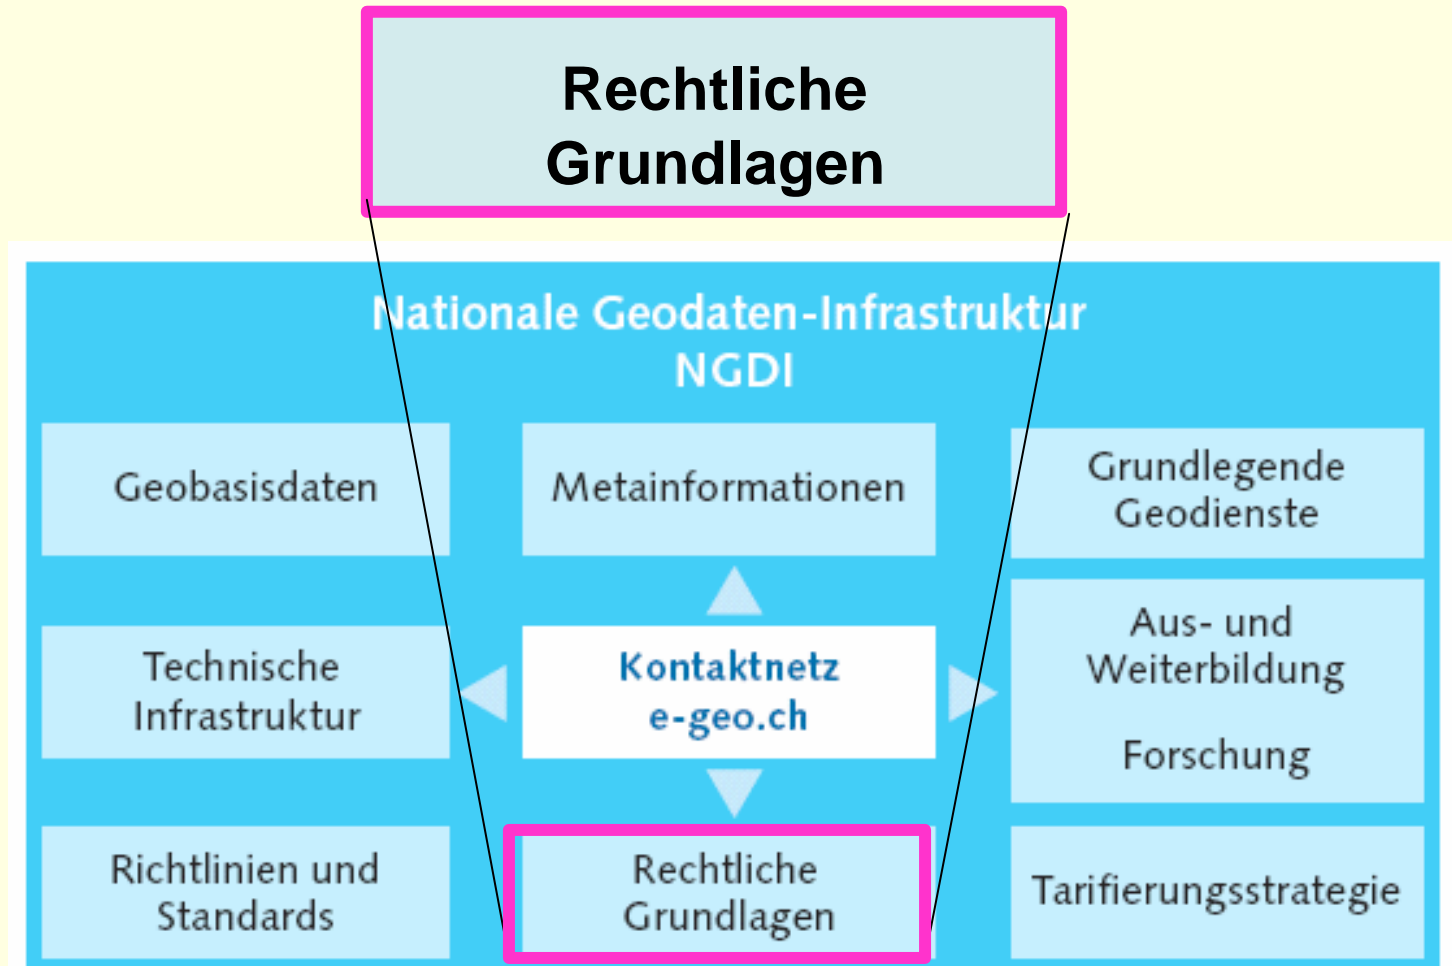 Rechtliche
Grundlagen
Nationale Geodaten-Infrastruktur
NGDI
Geobasisdaten
Metainformationen
Grundlegende
Geodienste
Technische
Infrastruktur
Kontaktnetz
e-geo.ch
Aus- und
Weiterbildung
Forschung
Richtlinien und
Standards
Rechtliche
Grundlagen
Tarifierungsstrategie